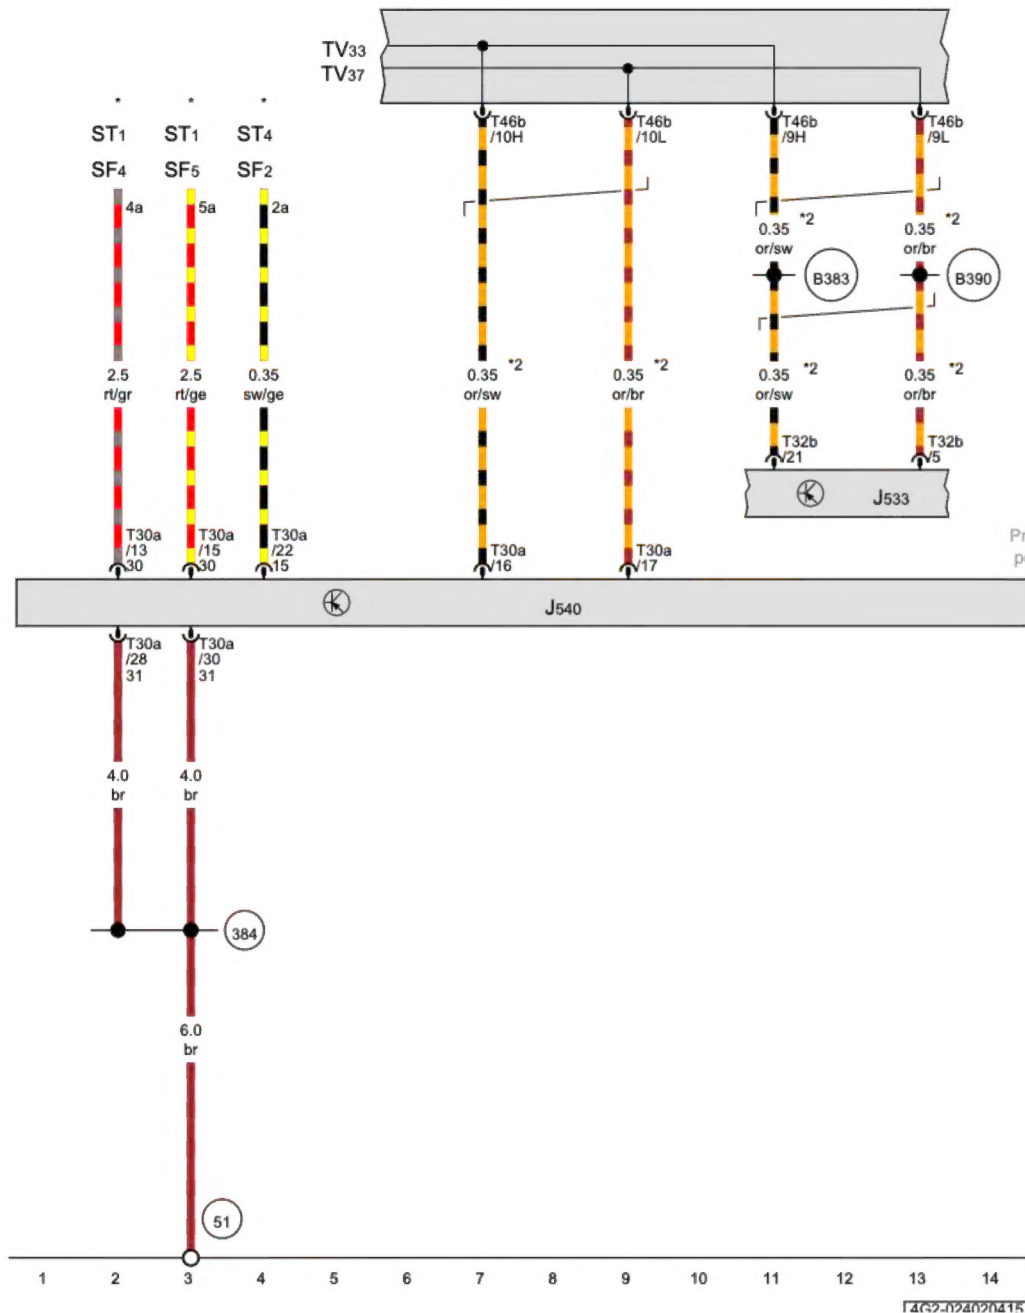 TV33
TV37
* * *
ST1 ST1 ST4
SF4 SF5 SF2
T46b T46b T46b T46b
/10H /10L /9H /9L
4a 5a 2a
*2 *2
0.35 0.35
or/sw or/br
B383 B390
*2 *2 *2 *2
2.5 2.5 0.35 0.35 0.35 0.35 0.35
rt/gr rt/ge sw/ge or/sw or/br or/sw or/br
T32b T32b
/21 /5
J533
T30a T30a T30a T30a T30a
/13 /15 /22 /16 /17
30 30 15
J540
T30a T30a
/28 /30
31 31
4.0 4.0
br br
384
6.0
br
51
1 2 3 4 5 6 7 8 9 10 11 12 13 14
4G2-024020415